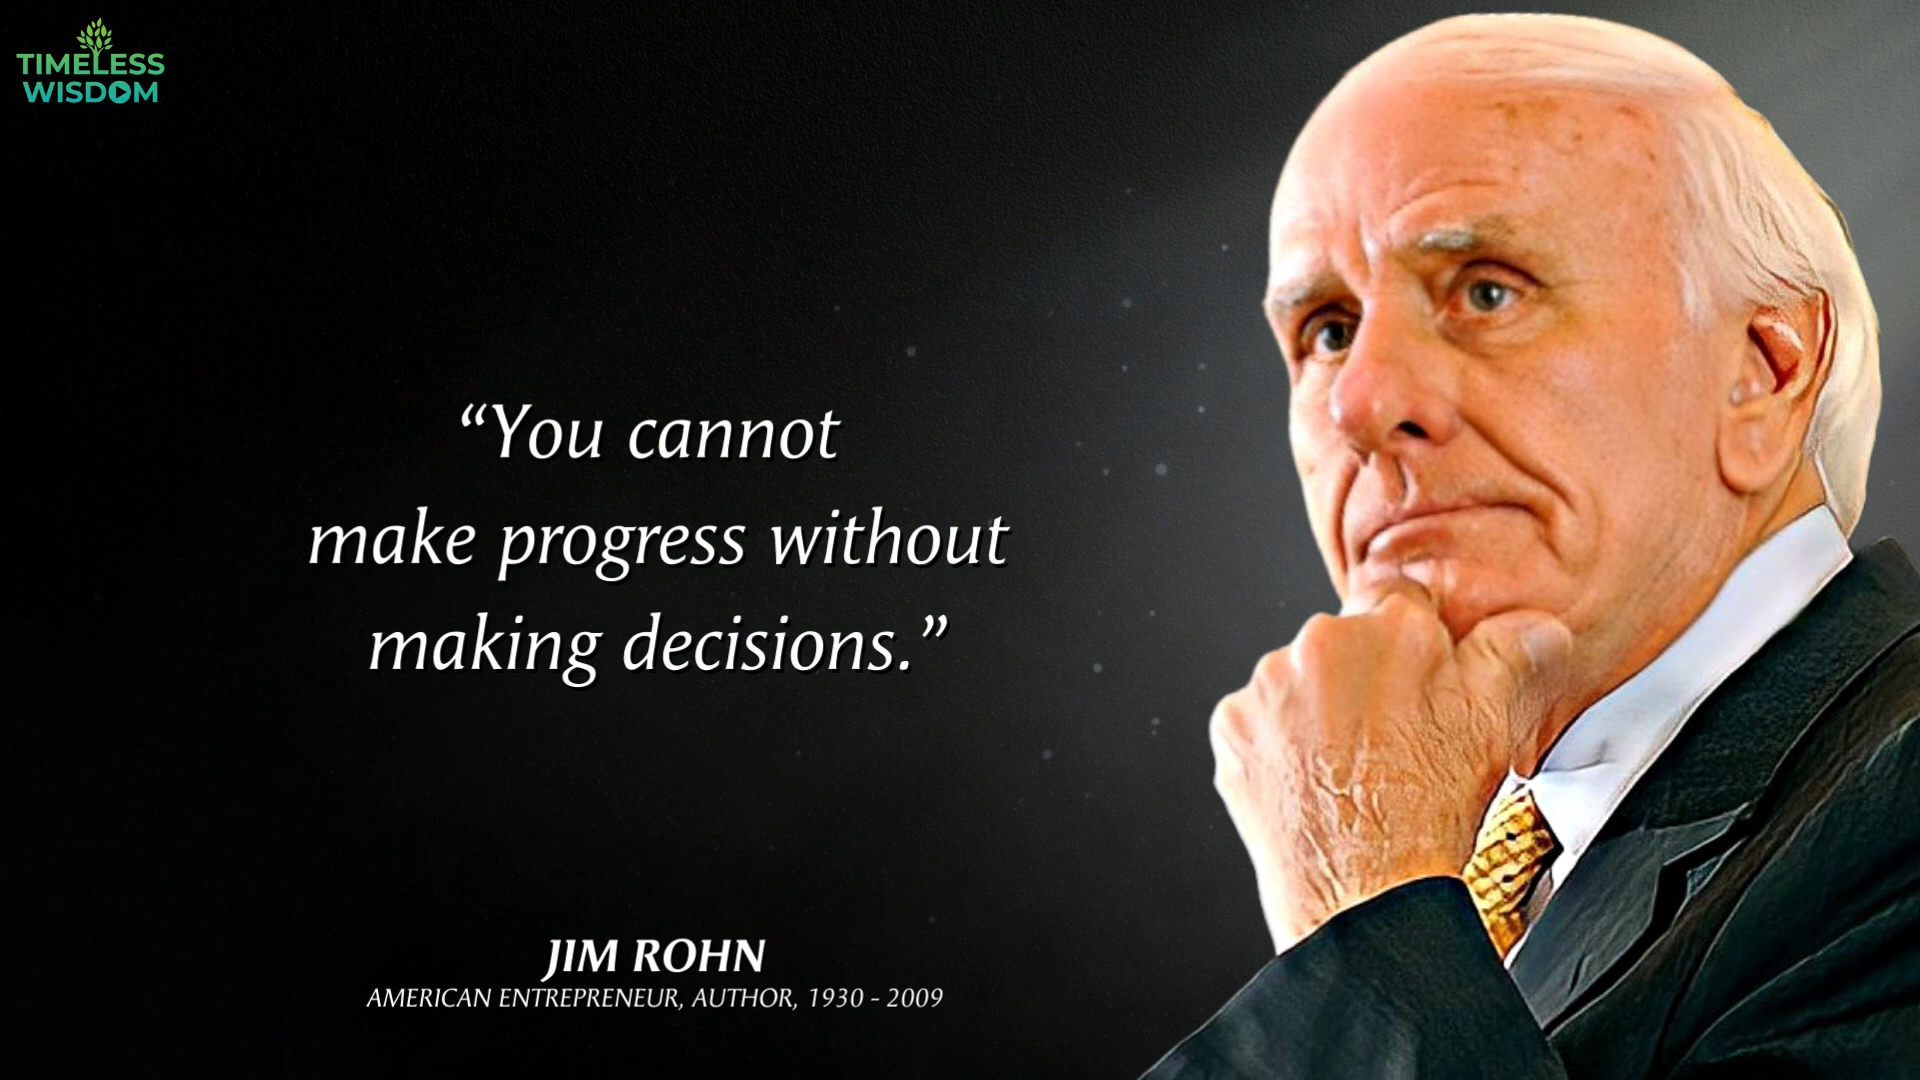 TIMELESS
WISDOM
“You cannot
make progress without
making decisions.”
JIM ROHN
AMERICAN ENTREPRENEUR, AUTHOR, 1930 - 2009